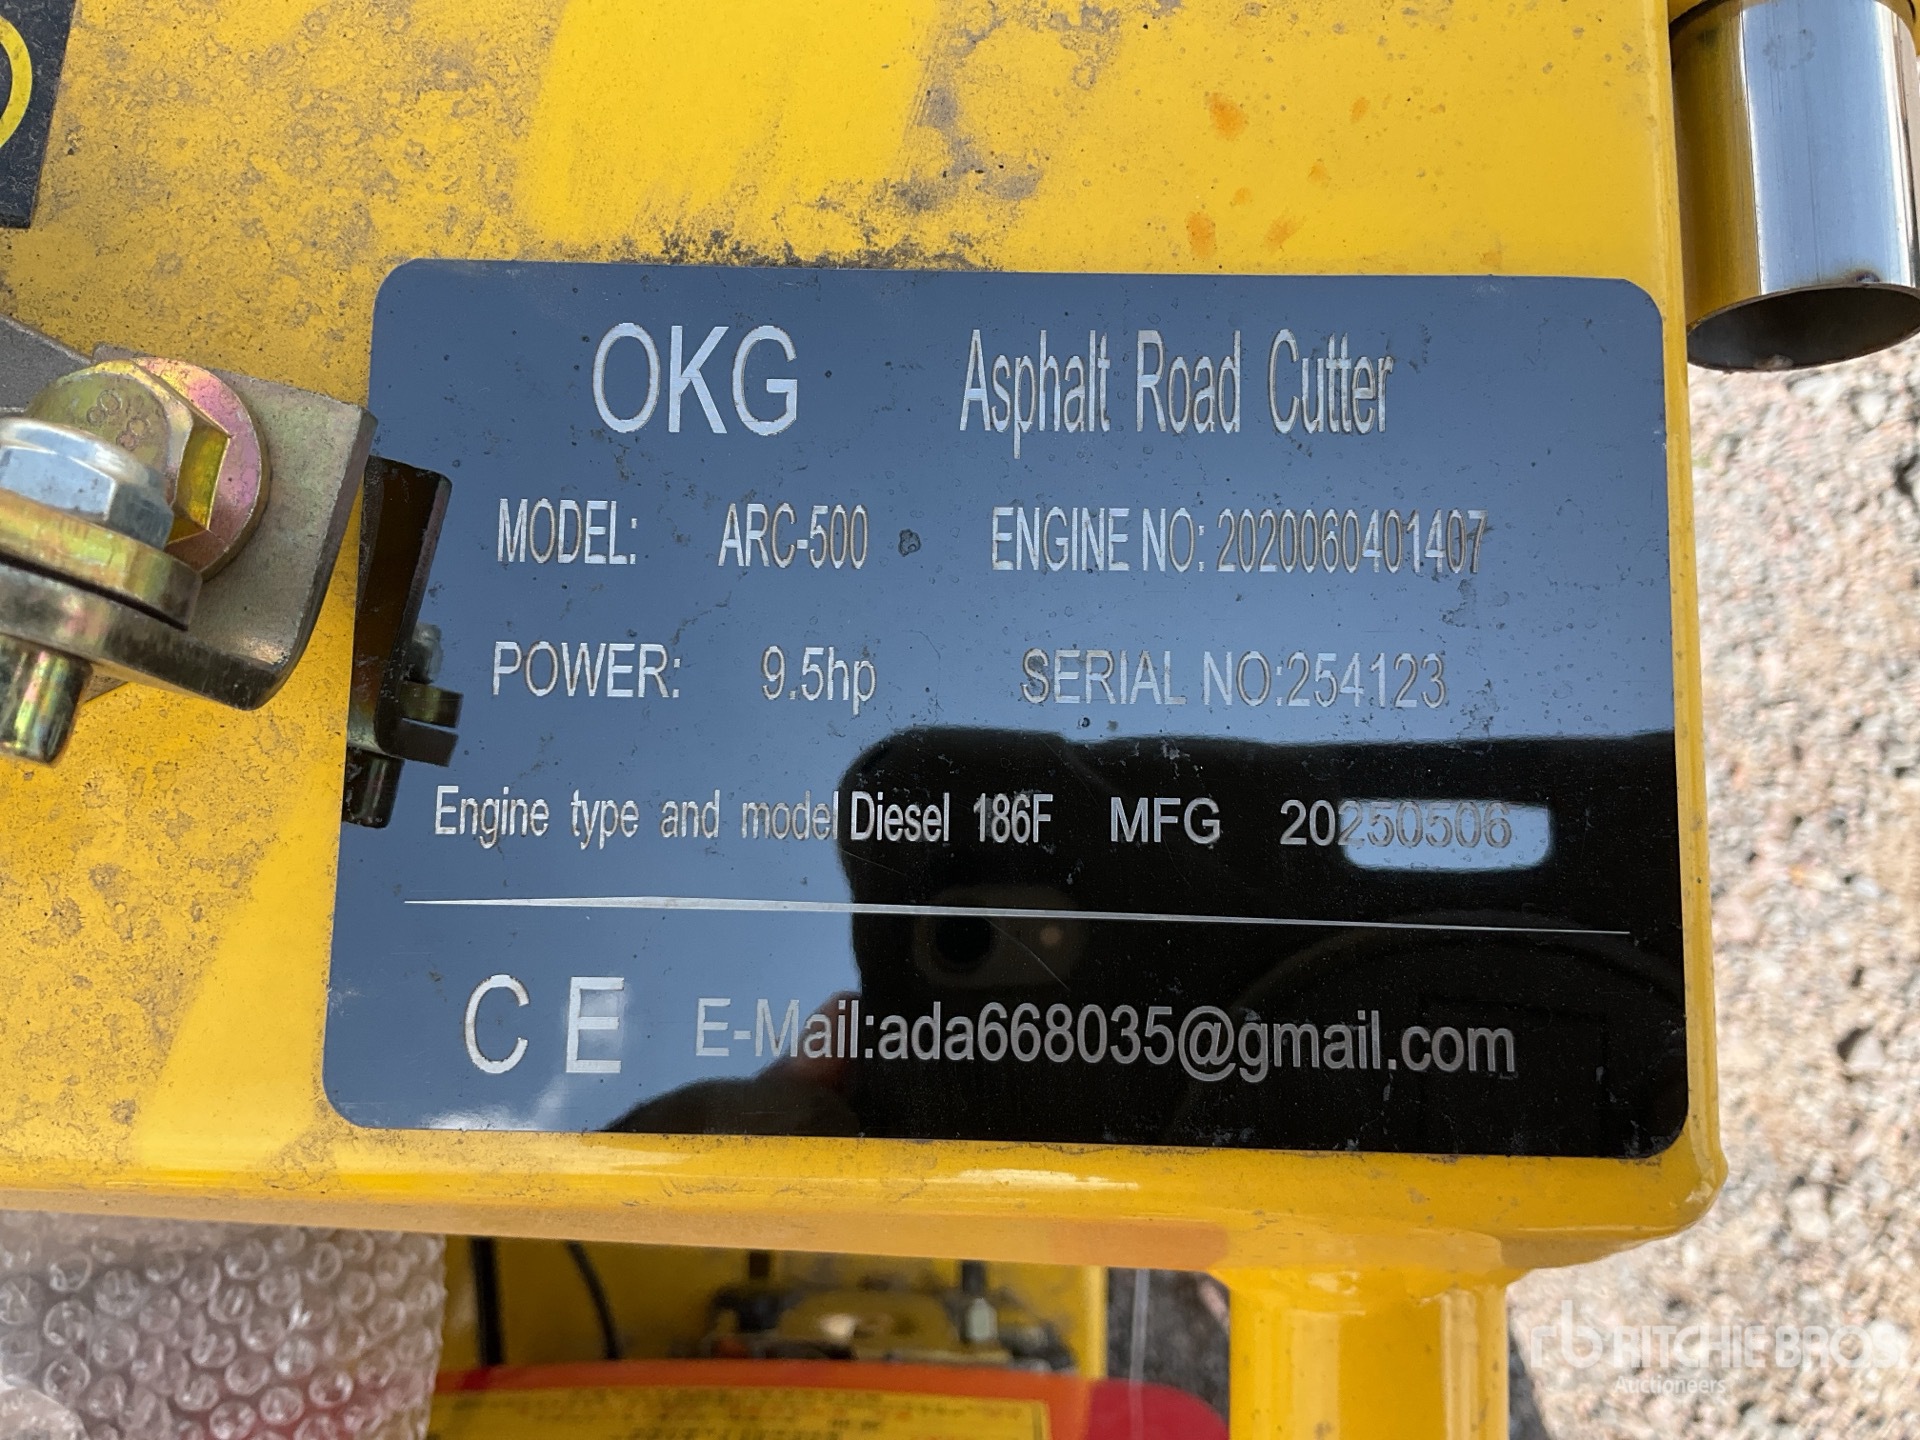 OKG Asphalt Road Cutter
MODEL: ARC-500 ENGINE NO: 2020060401407
POWER: 9.5hp SERIAL NO:254123
Engine type and model Diesel 186F MFG 20250506
CE E-Mail:ada668035@gmail.com
rb RITCHIE BROS
Auctioneers